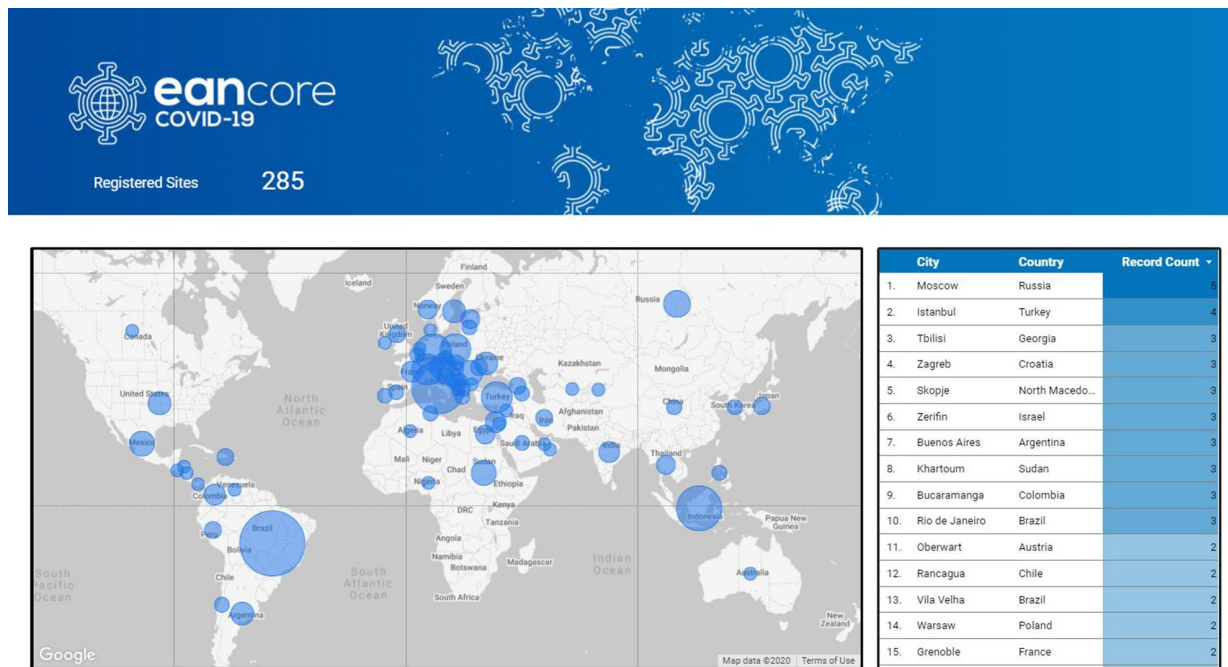 eancore
COVID-19
Registered Sites 285
Finland
Iceland
Sweden
Norway
Russia
Canada
United Kingdom
Poland
Ukraine
France
Kazakhstan
Mongolia
Spain
United States
North Atlantic Ocean
Turkey
China
South Korea
Japan
Iraq
Iran
Afghanistan
Pakistan
Algeria
Libya
Egypt
Saudi Arabia
India
Mexico
Mali
Niger
Chad
Sudan
Thailand
Nigeria
Ethiopia
Venezuela
Colombia
DRC
Kenya
Indonesia
Papua New Guinea
Tanzania
Peru
Brazil
Angola
Bolivia
Namibia
Botswana
Madagascar
Indian Ocean
Australia
South Pacific Ocean
Chile
South Atlantic Ocean
South Africa
Argentina
New Zealand
Google
Map data ©2020 Terms of Use
City Country Record Count
1. Moscow Russia 5
2. Istanbul Turkey 4
3. Tbilisi Georgia 3
4. Zagreb Croatia 3
5. Skopje North Macedo... 3
6. Zerifin Israel 3
7. Buenos Aires Argentina 3
8. Khartoum Sudan 3
9. Bucaramanga Colombia 3
10. Rio de Janeiro Brazil 3
11. Oberwart Austria 2
12. Rancagua Chile 2
13. Vila Velha Brazil 2
14. Warsaw Poland 2
15. Grenoble France 2